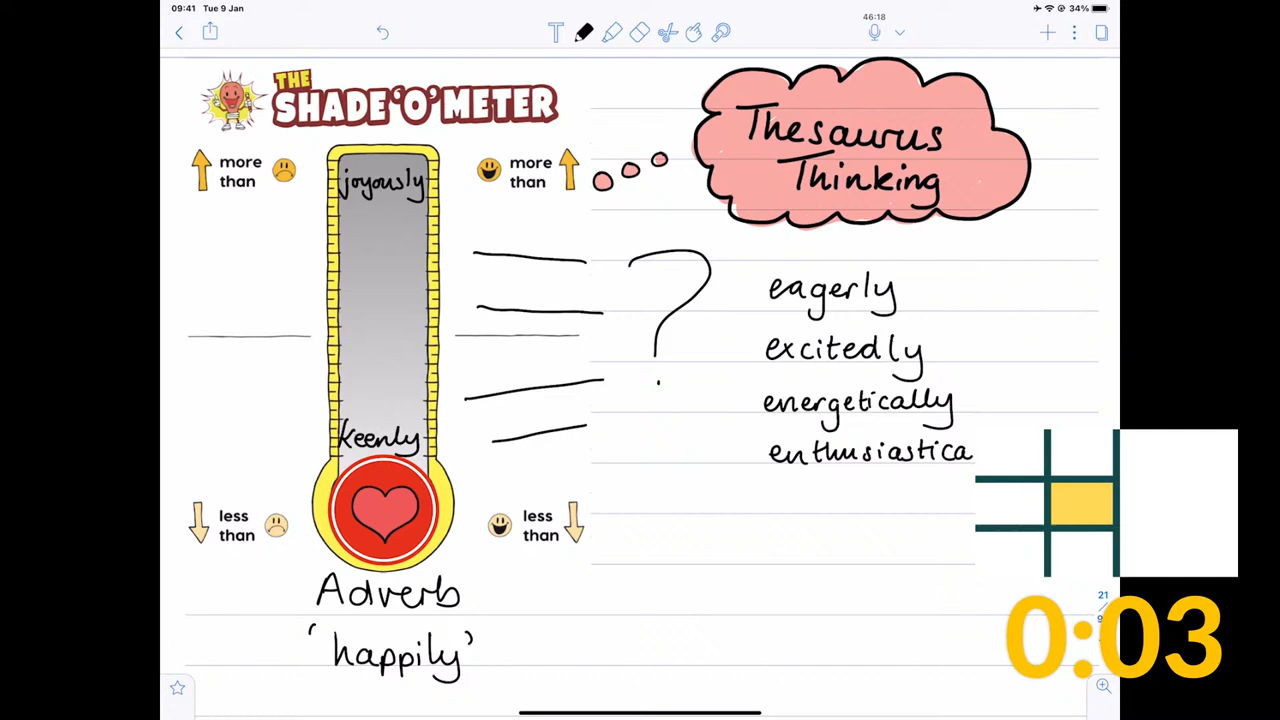 09:41 Tue 9 Jan
34%
46:18
THE
SHADE'O'METER
more
than
more
than
joyously
Thesaurus
Thinking
?
eagerly
excitedly
energetically
enthusiastica
keenly
less
than
less
than
Adverb
'happily'
21
0:03